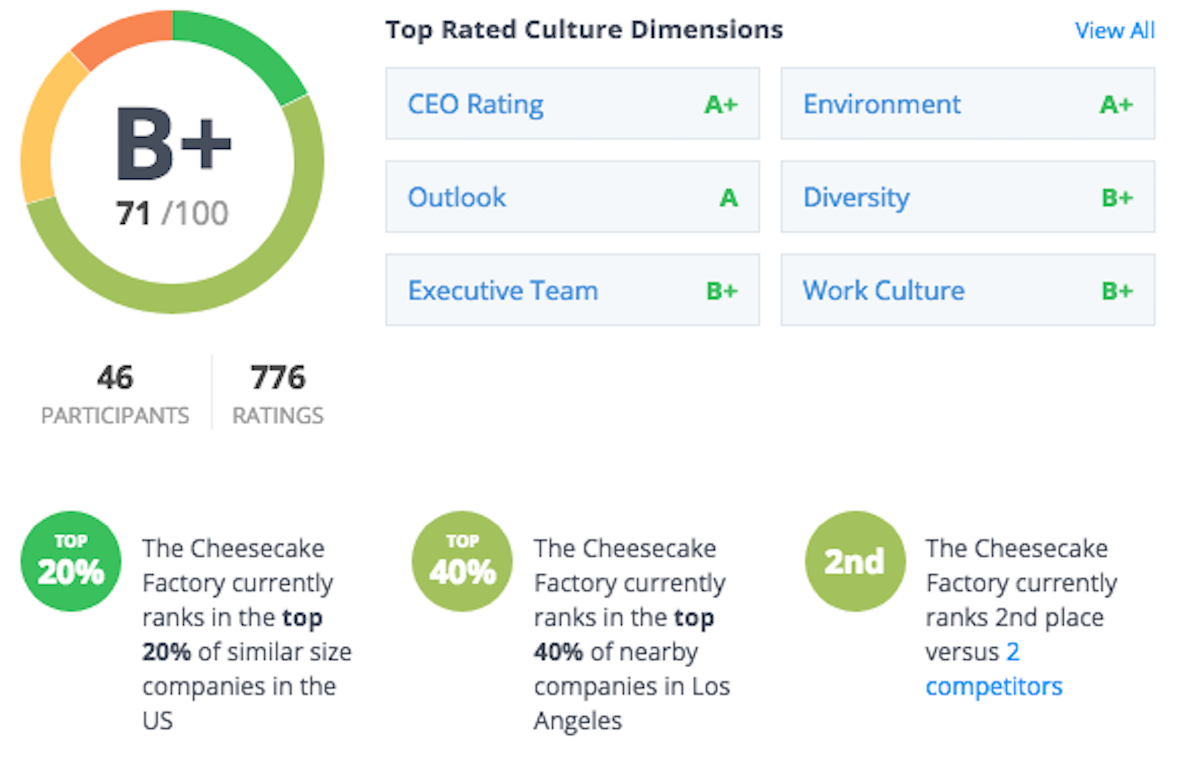 B+
71 /100
46
PARTICIPANTS
776
RATINGS
Top Rated Culture Dimensions
View All
CEO Rating A+
Environment A+
Outlook A
Diversity B+
Executive Team B+
Work Culture B+
TOP
20%
The Cheesecake
Factory currently
ranks in the top
20% of similar size
companies in the
US
TOP
40%
The Cheesecake
Factory currently
ranks in the top
40% of nearby
companies in Los
Angeles
2nd
The Cheesecake
Factory currently
ranks 2nd place
versus 2
competitors